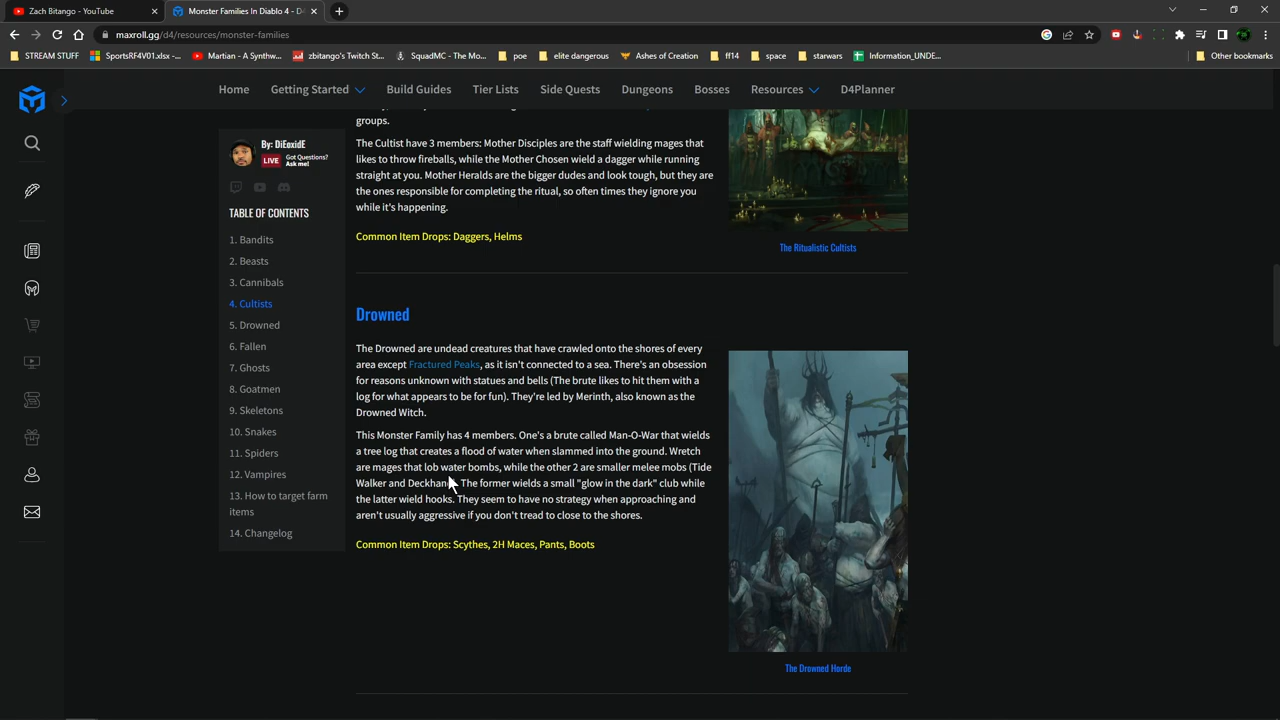 Zach Bitango - YouTube
Monster Families In Diablo 4 - D4
maxroll.gg/d4/resources/monster-families
STREAM STUFF
SportsRF4V01.xlsx -...
Martian - A Synthw...
zbitango's Twitch St...
SquadMC - The Mo...
poe
elite dangerous
Ashes of Creation
ff14
space
starwars
Information_UNDE...
Other bookmarks
Home
Getting Started
Build Guides
Tier Lists
Side Quests
Dungeons
Bosses
Resources
D4Planner
By: DiEoxidE
LIVE
Got Questions?
Ask me!
TABLE OF CONTENTS
1. Bandits
2. Beasts
3. Cannibals
4. Cultists
5. Drowned
6. Fallen
7. Ghosts
8. Goatmen
9. Skeletons
10. Snakes
11. Spiders
12. Vampires
13. How to target farm
items
14. Changelog
groups.
The Cultist have 3 members: Mother Disciples are the staff wielding mages that
likes to throw fireballs, while the Mother Chosen wield a dagger while running
straight at you. Mother Heralds are the bigger dudes and look tough, but they are
the ones responsible for completing the ritual, so often times they ignore you
while it's happening.
Common Item Drops: Daggers, Helms
The Ritualistic Cultists
Drowned
The Drowned are undead creatures that have crawled onto the shores of every
area except Fractured Peaks, as it isn't connected to a sea. There's an obsession
for reasons unknown with statues and bells (The brute likes to hit them with a
log for what appears to be for fun). They're led by Merinth, also known as the
Drowned Witch.
This Monster Family has 4 members. One's a brute called Man-O-War that wields
a tree log that creates a flood of water when slammed into the ground. Wretch
are mages that lob water bombs, while the other 2 are smaller melee mobs (Tide
Walker and Deckhand). The former wields a small "glow in the dark" club while
the latter wield hooks. They seem to have no strategy when approaching and
aren't usually aggressive if you don't tread to close to the shores.
Common Item Drops: Scythes, 2H Maces, Pants, Boots
The Drowned Horde